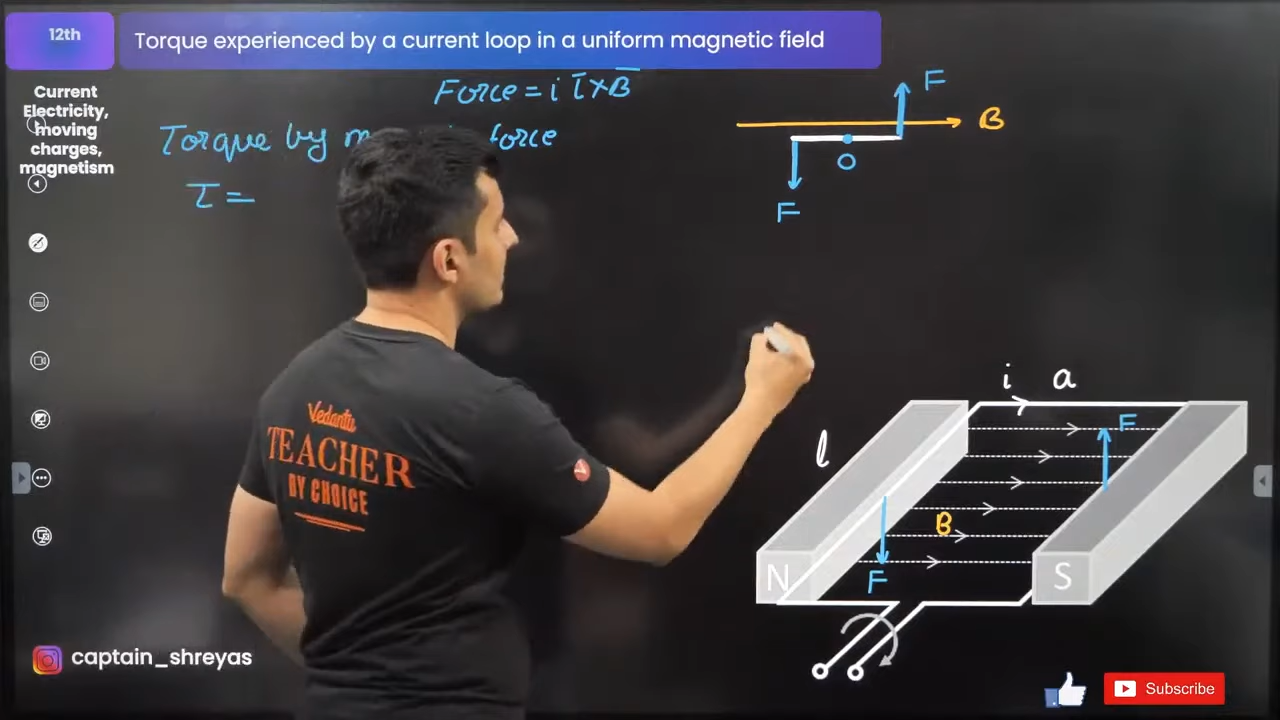 12th
Torque experienced by a current loop in a uniform magnetic field
Current
Electricity,
moving
charges,
magnetism
Force = i l × B
Torque by force
τ =
F
B
O
F
i a
l
F
B
F
N
S
Vedantu
TEACHER
BY CHOICE
V
captain_shreyas
Subscribe